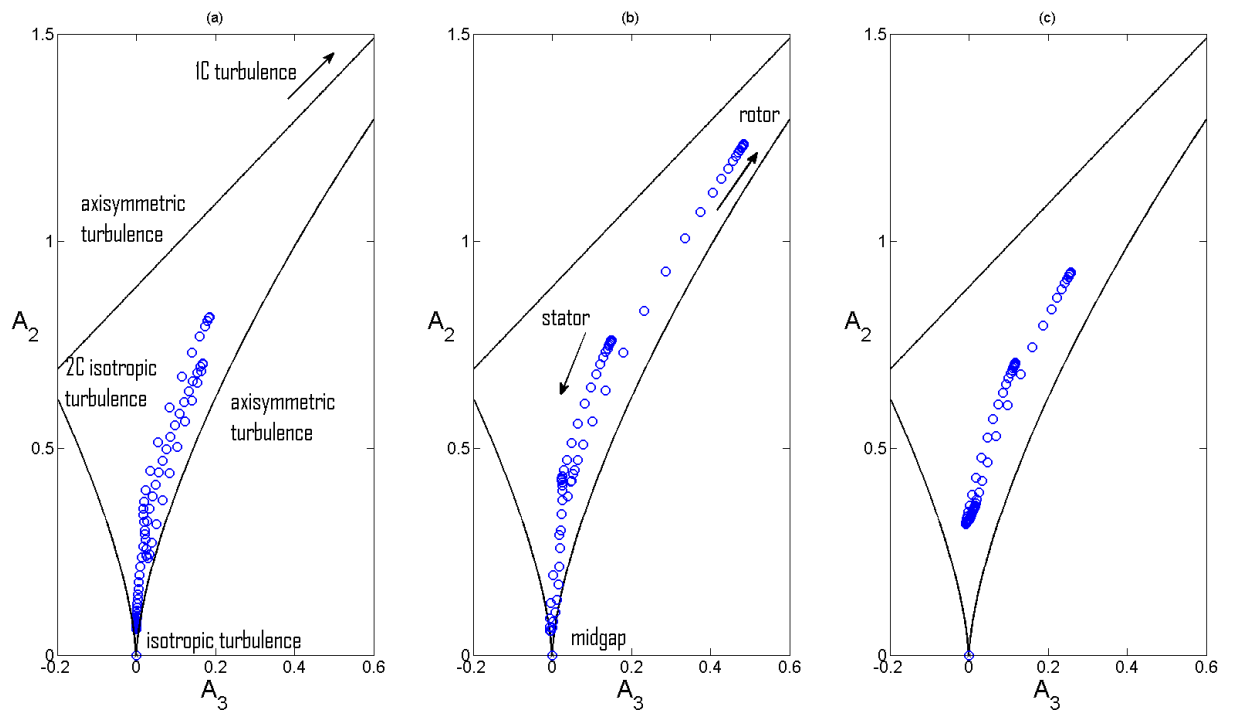 (a)
1.5
1C turbulence
axisymmetric
turbulence
1
A2
2C isotropic
turbulence
axisymmetric
turbulence
0.5
isotropic turbulence
0
-0.2 0 0.2 0.4 0.6
A3
(b)
1.5
rotor
1
A2
stator
0.5
midgap
0
-0.2 0 0.2 0.4 0.6
A3
(c)
1.5
1
A2
0.5
0
-0.2 0 0.2 0.4 0.6
A3